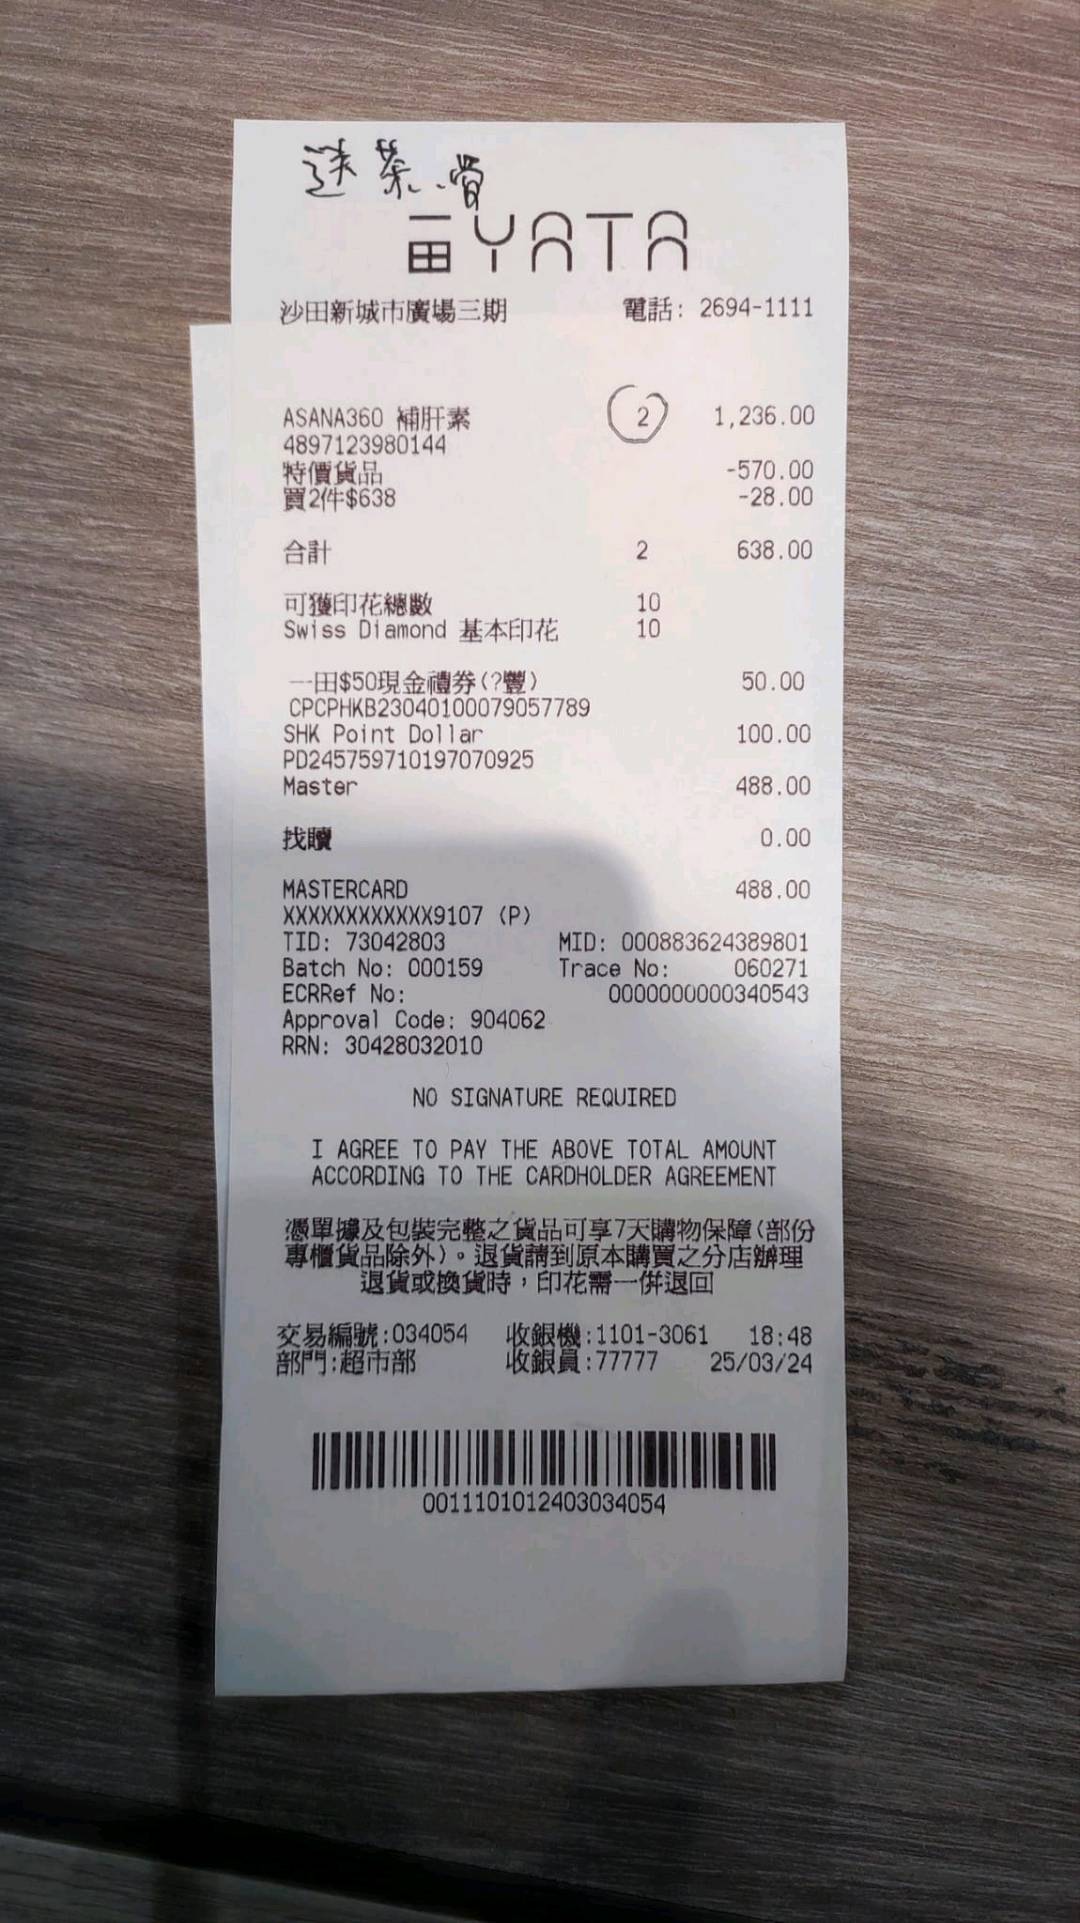 送茶、骨
一田 YATA
沙田新城市廣場三期 電話: 2694-1111
ASANA360 補肝素 2 1,236.00
4897123980144
特價貨品 -570.00
買2件$638 -28.00
合計 2 638.00
可獲印花總數 10
Swiss Diamond 基本印花 10
一田$50現金禮券(?豐) 50.00
CPCPHKB23040100079057789
SHK Point Dollar 100.00
PD245759710197070925
Master 488.00
找贖 0.00
MASTERCARD 488.00
XXXXXXXXXXXX9107 (P)
TID: 73042803 MID: 000883624389801
Batch No: 000159 Trace No: 060271
ECRRef No: 0000000000340543
Approval Code: 904062
RRN: 30428032010
NO SIGNATURE REQUIRED
I AGREE TO PAY THE ABOVE TOTAL AMOUNT
ACCORDING TO THE CARDHOLDER AGREEMENT
憑單據及包裝完整之貨品可享7天購物保障(部份
專櫃貨品除外)。退貨請到原本購買之分店辦理
退貨或換貨時，印花需一併退回
交易編號:034054 收銀機:1101-3061 18:48
部門:超市部 收銀員:77777 25/03/24
0011101012403034054